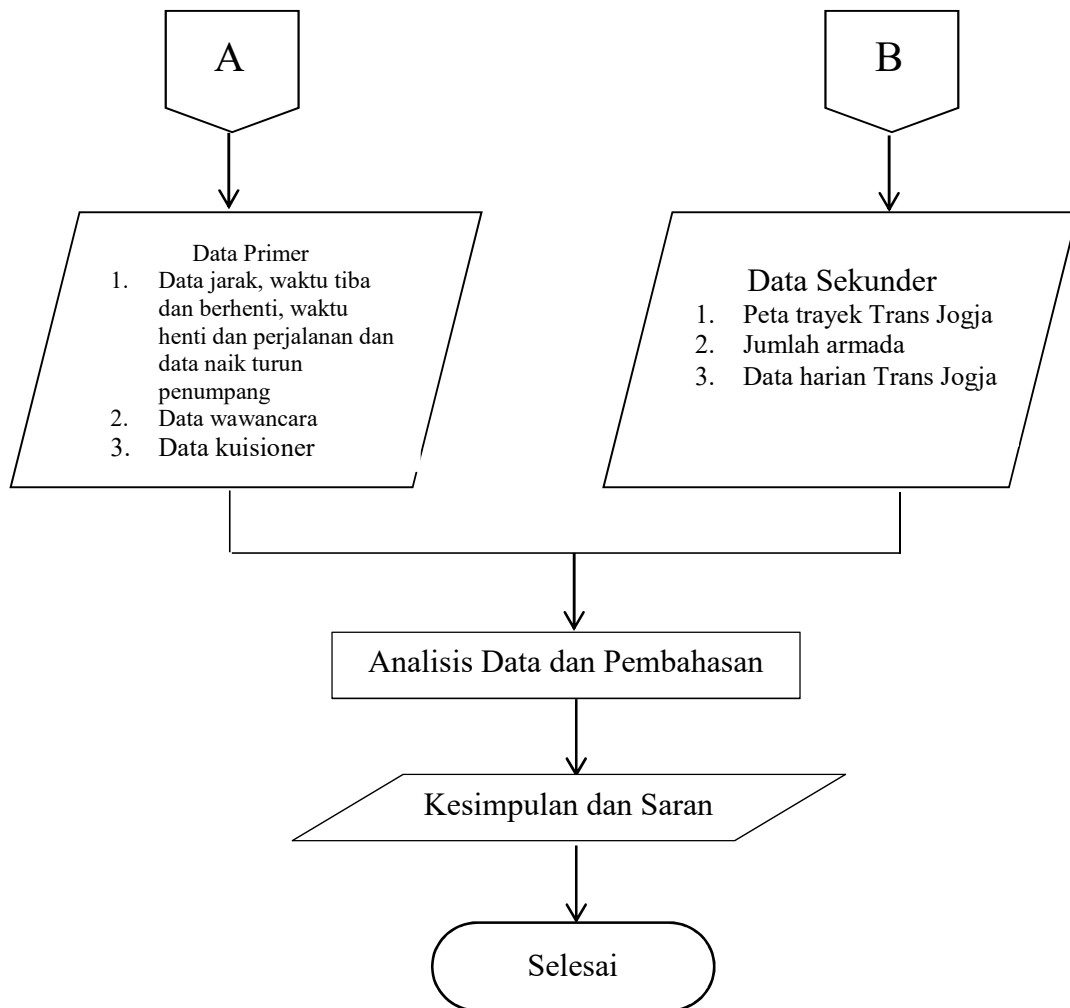 A
B
Data Primer
1. Data jarak, waktu tiba
dan berhenti, waktu
henti dan perjalanan dan
data naik turun
penumpang
2. Data wawancara
3. Data kuisioner
Data Sekunder
1. Peta trayek Trans Jogja
2. Jumlah armada
3. Data harian Trans Jogja
Analisis Data dan Pembahasan
Kesimpulan dan Saran
Selesai